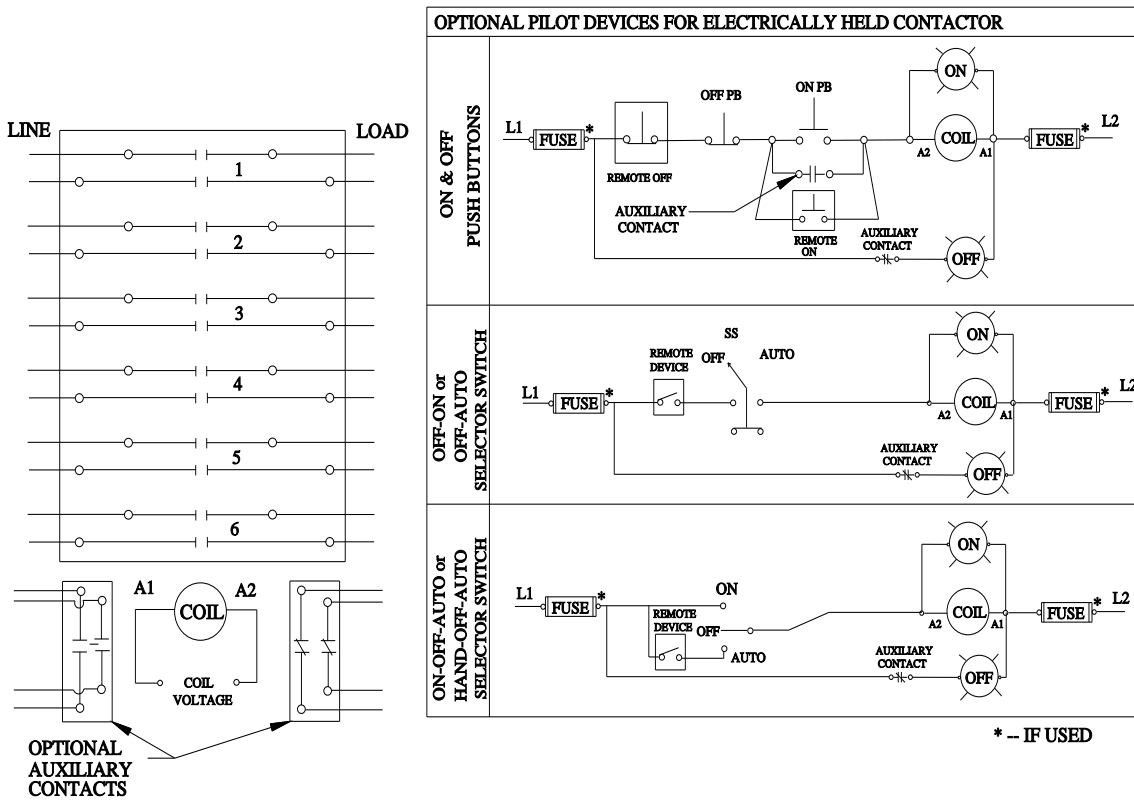 OPTIONAL PILOT DEVICES FOR ELECTRICALLY HELD CONTACTOR
LINE
LOAD
1
2
3
4
5
6
A1
A2
COIL
COIL
VOLTAGE
OPTIONAL
AUXILIARY
CONTACTS
ON & OFF
PUSH BUTTONS
L1
FUSE
*
REMOTE OFF
OFF PB
ON PB
AUXILIARY
CONTACT
REMOTE
ON
ON
A2
COIL
A1
FUSE
*
L2
AUXILIARY
CONTACT
OFF
OFF-ON or
OFF-AUTO
SELECTOR SWITCH
L1
FUSE
*
REMOTE
DEVICE
SS
OFF
AUTO
ON
A2
COIL
A1
FUSE
*
L2
AUXILIARY
CONTACT
OFF
ON-OFF-AUTO or
HAND-OFF-AUTO
SELECTOR SWITCH
L1
FUSE
*
ON
REMOTE
DEVICE
OFF
AUTO
ON
A2
COIL
A1
FUSE
*
L2
AUXILIARY
CONTACT
OFF
* -- IF USED